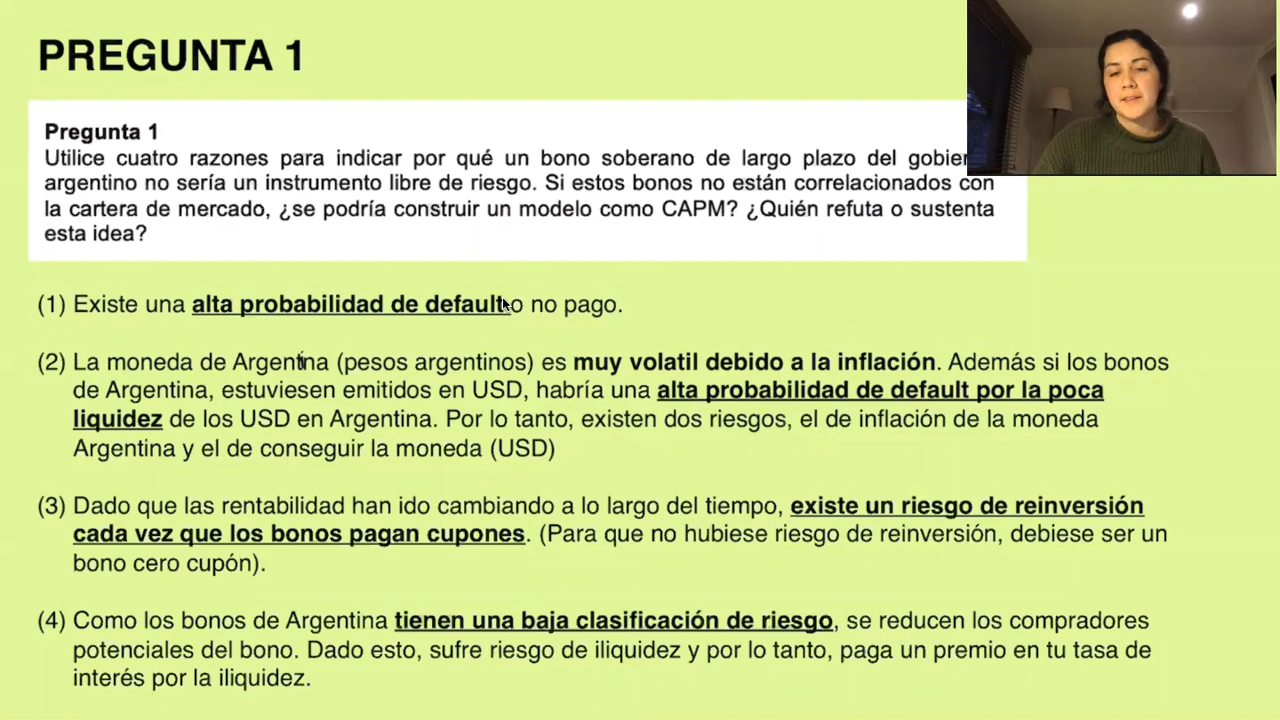 PREGUNTA 1
Pregunta 1
Utilice cuatro razones para indicar por qué un bono soberano de largo plazo del
argentino no sería un instrumento libre de riesgo. Si estos bonos no están correlacionados con
la cartera de mercado, ¿se podría construir un modelo como CAPM? ¿Quién refuta o sustenta
esta idea?
(1) Existe una alta probabilidad de default o no pago.
(2) La moneda de Argentina (pesos argentinos) es muy volatil debido a la inflación. Además si los bonos
de Argentina, estuviesen emitidos en USD, habría una alta probabilidad de default por la poca
liquidez de los USD en Argentina. Por lo tanto, existen dos riesgos, el de inflación de la moneda
Argentina y el de conseguir la moneda (USD)
(3) Dado que las rentabilidad han ido cambiando a lo largo del tiempo, existe un riesgo de reinversión
cada vez que los bonos pagan cupones. (Para que no hubiese riesgo de reinversión, debiese ser un
bono cero cupón).
(4) Como los bonos de Argentina tienen una baja clasificación de riesgo, se reducen los compradores
potenciales del bono. Dado esto, sufre riesgo de iliquidez y por lo tanto, paga un premio en tu tasa de
interés por la iliquidez.